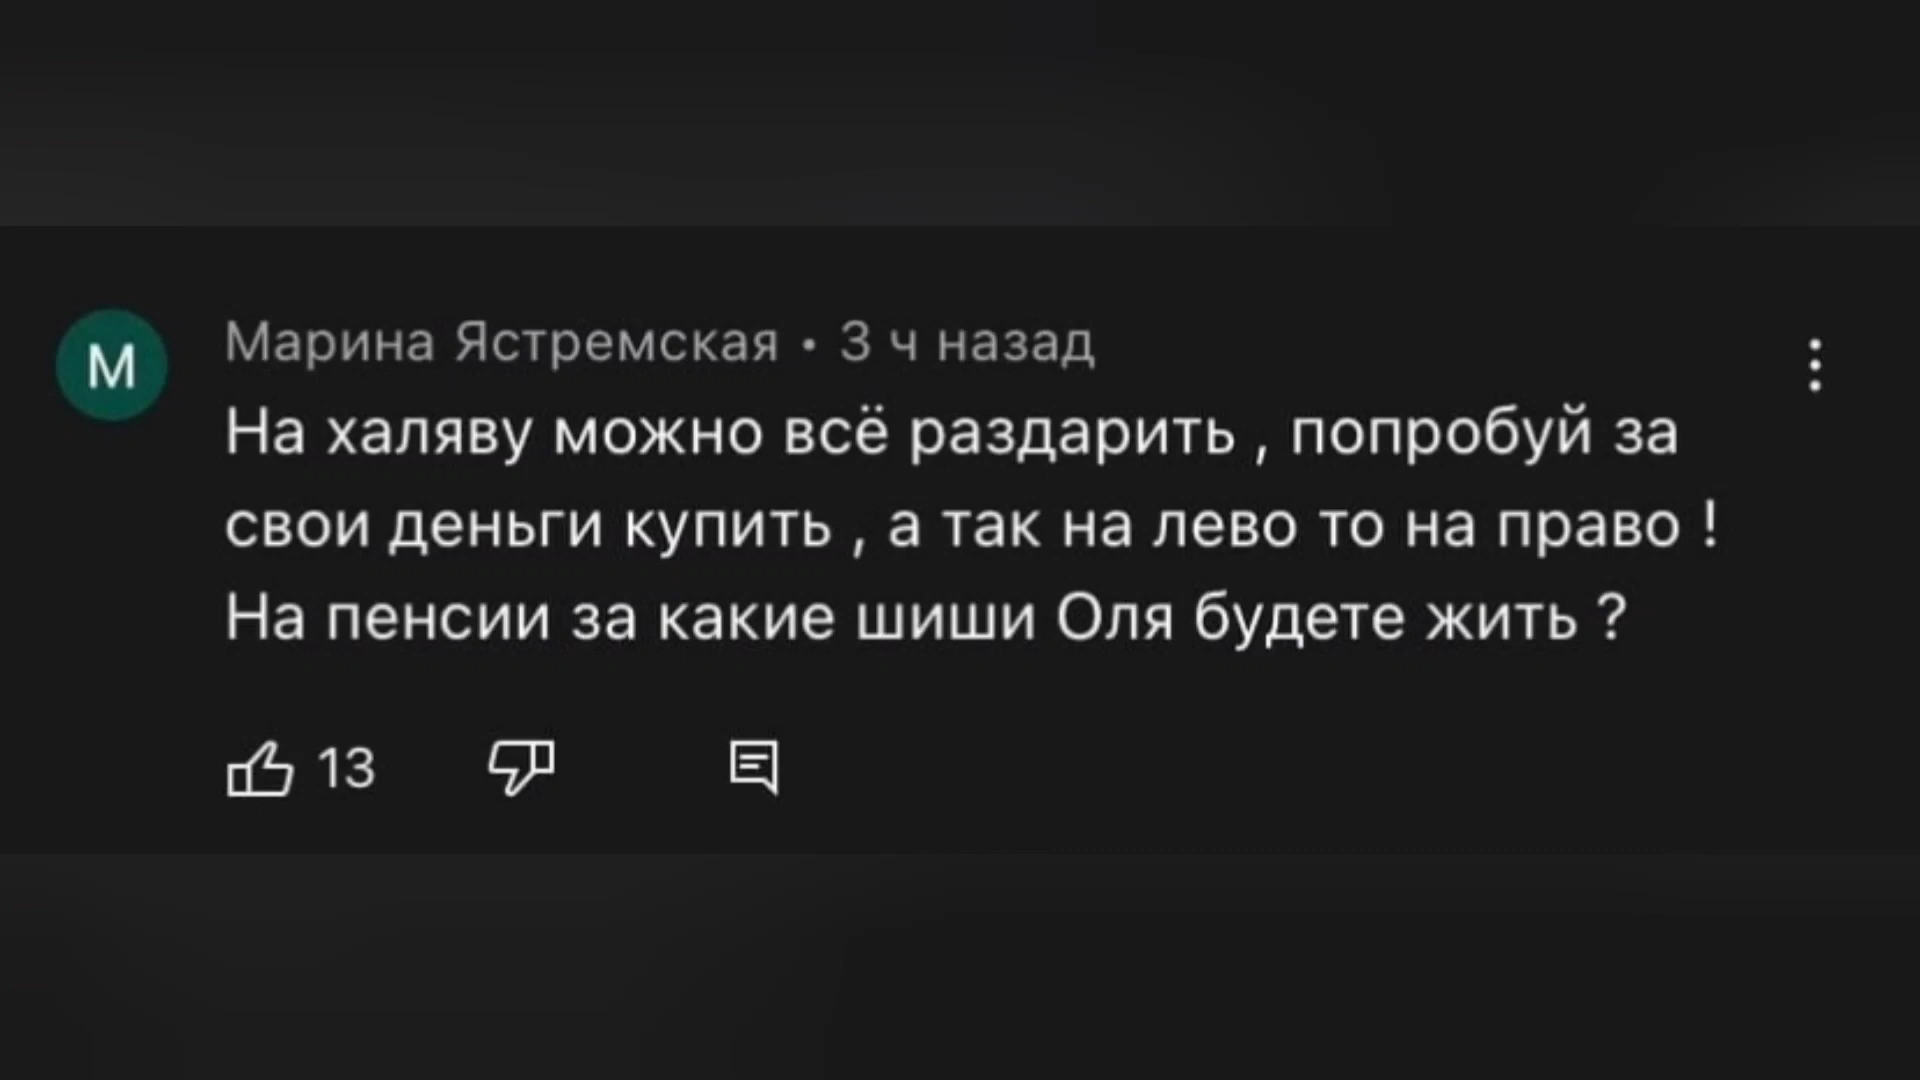 М
Марина Ястремская • 3 ч назад
На халяву можно всё раздарить , попробуй за
свои деньги купить , а так на лево то на право !
На пенсии за какие шиши Оля будете жить ?
13